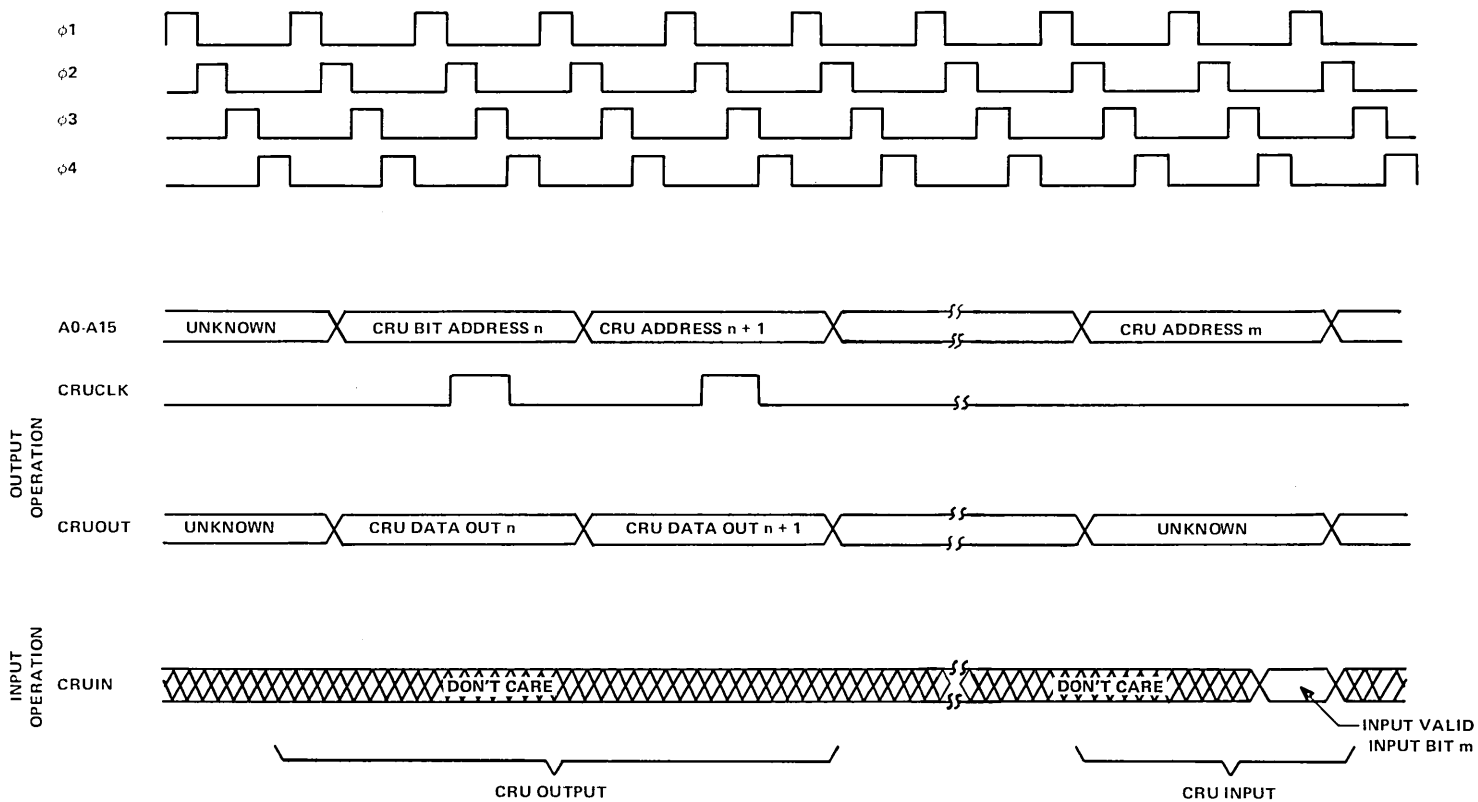 φ1
φ2
φ3
φ4
A0-A15
UNKNOWN
CRU BIT ADDRESS n
CRU ADDRESS n + 1
CRU ADDRESS m
CRUCLK
OUTPUT
OPERATION
CRUOUT
UNKNOWN
CRU DATA OUT n
CRU DATA OUT n + 1
UNKNOWN
INPUT
OPERATION
CRUIN
DON'T CARE
DON'T CARE
INPUT VALID
INPUT BIT m
CRU OUTPUT
CRU INPUT